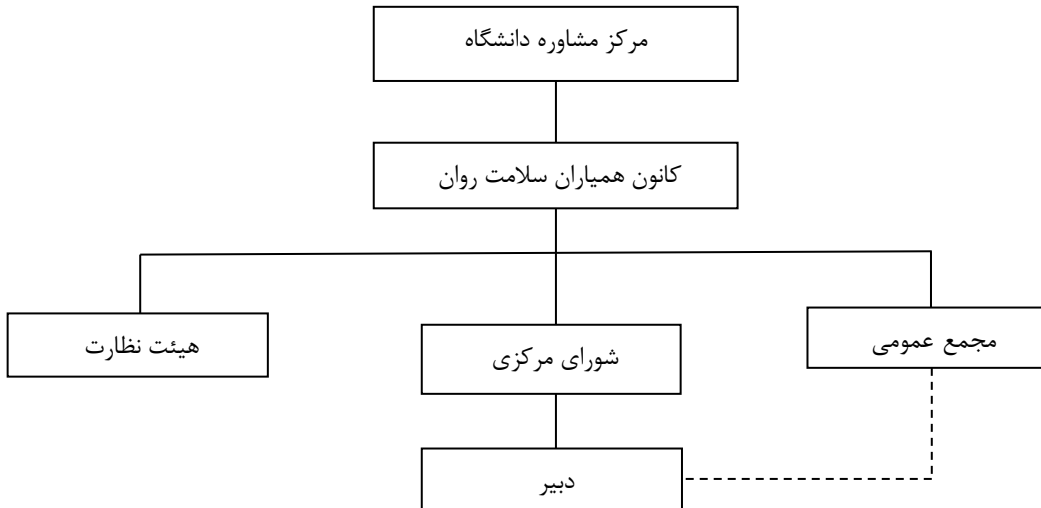 مرکز مشاوره دانشگاه
کانون همیاران سلامت روان
مجمع عمومی
شورای مرکزی
هیئت نظارت
دبیر